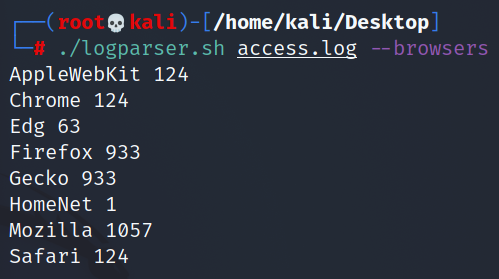 ┌──(root💀kali)-[/home/kali/Desktop]
└─# ./logparser.sh access.log --browsers
AppleWebKit 124
Chrome 124
Edg 63
Firefox 933
Gecko 933
HomeNet 1
Mozilla 1057
Safari 124